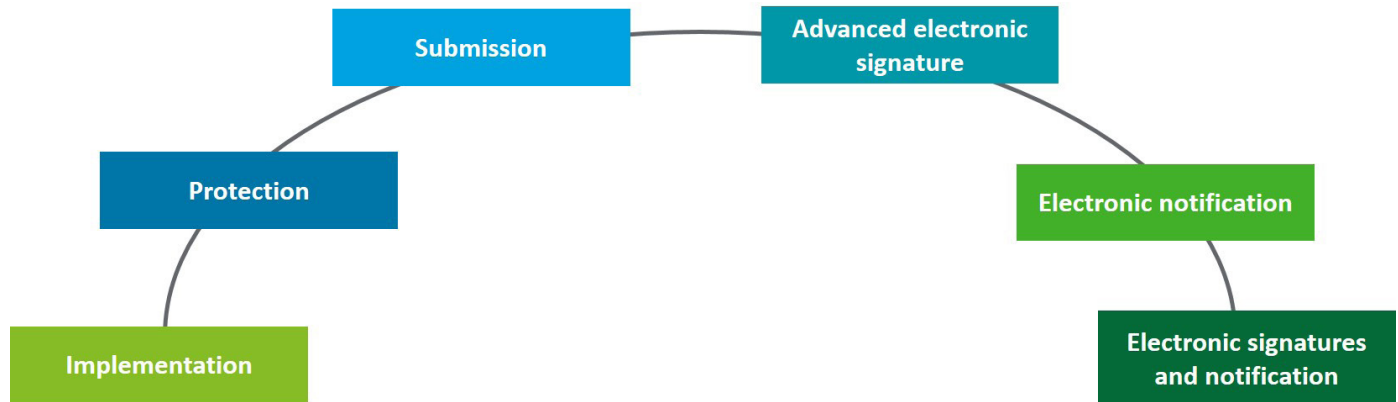 Submission
Advanced electronic
signature
Protection
Electronic notification
Implementation
Electronic signatures
and notification